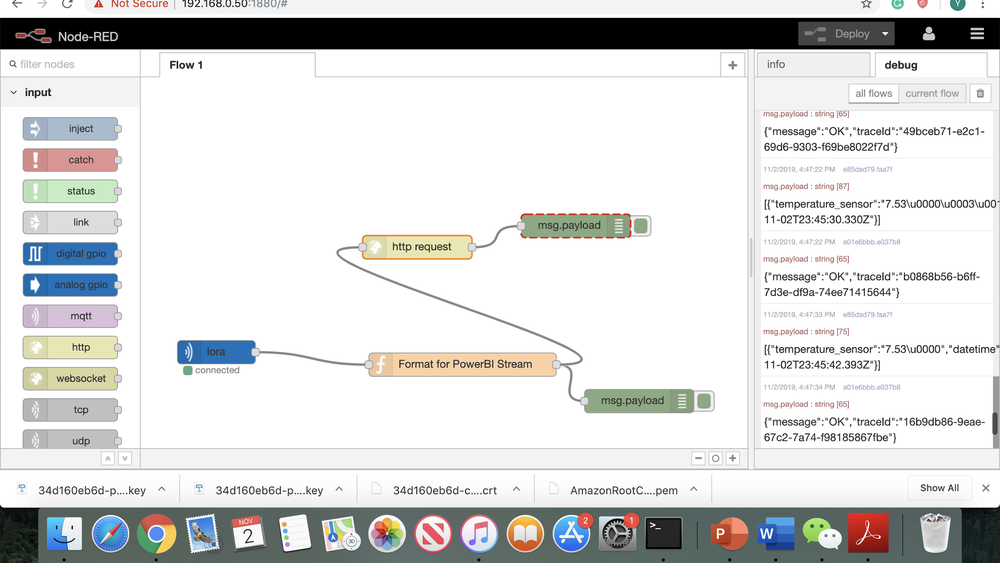 Not Secure | 192.168.0.50:1880/#
Y
Node-RED
Deploy
filter nodes
input
inject
catch
status
link
digital gpio
analog gpio
mqtt
http
websocket
tcp
udp
Flow 1
msg.payload
http request
lora
connected
Format for PowerBI Stream
msg.payload
info
debug
all flows
current flow
msg.payload : string [65]
{"message":"OK","traceId":"49bceb71-e2c1-
69d6-9303-f69be8022f7d"}
11/2/2019, 4:47:22 PM e85dad79.faa7f
msg.payload : string [87]
[{"temperature_sensor":"7.53\u0000\u0003\u001
11-02T23:45:30.330Z"}]
11/2/2019, 4:47:22 PM a01e6bbb.e037b8
msg.payload : string [65]
{"message":"OK","traceId":"b0868b56-b6ff-
7d3e-df9a-74ee71415644"}
11/2/2019, 4:47:33 PM e85dad79.faa7f
msg.payload : string [75]
[{"temperature_sensor":"7.53\u0000","datetime"
11-02T23:45:42.393Z"}]
11/2/2019, 4:47:34 PM a01e6bbb.e037b8
msg.payload : string [65]
{"message":"OK","traceId":"16b9db86-9eae-
67c2-7a74-f98185867fbe"}
34d160eb6d-p....key
34d160eb6d-p....key
34d160eb6d-c....crt
AmazonRootC....pem
Show All
NOV
2
3D
2
1
>_
P
W